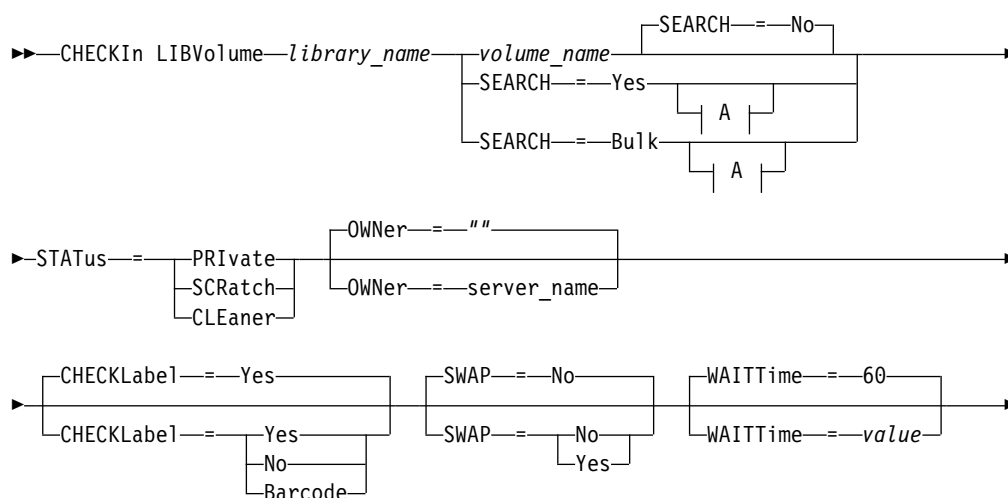 SEARCH = No
CHECKIn LIBVolume library_name volume_name
SEARCH = Yes
A
SEARCH = Bulk
A
OWNer = ""
STATus = PRIvate
SCRatch OWNer = server_name
CLEaner
CHECKLabel = Yes SWAP = No WAITTime = 60
CHECKLabel = Yes SWAP = No WAITTime = value
No Yes
Barcode